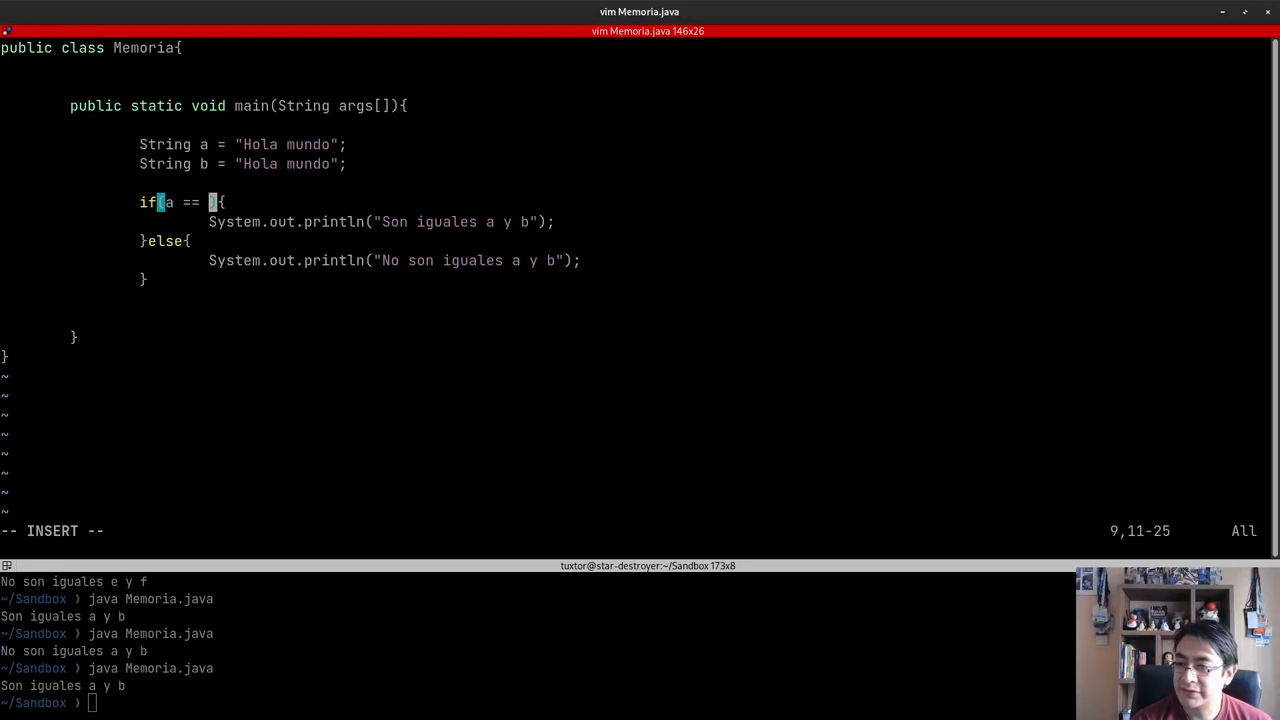 vim Memoria.java
vim Memoria.java 146x26
public class Memoria{
public static void main(String args[]){
String a = "Hola mundo";
String b = "Hola mundo";
if(a == ){
System.out.println("Son iguales a y b");
}else{
System.out.println("No son iguales a y b");
}
}
}
~
~
~
~
~
~
~
~
-- INSERT -- 9,11-25 All
tuxtor@star-destroyer:~/Sandbox 173x8
No son iguales e y f
~/Sandbox ❯ java Memoria.java
Son iguales a y b
~/Sandbox ❯ java Memoria.java
No son iguales a y b
~/Sandbox ❯ java Memoria.java
Son iguales a y b
~/Sandbox ❯